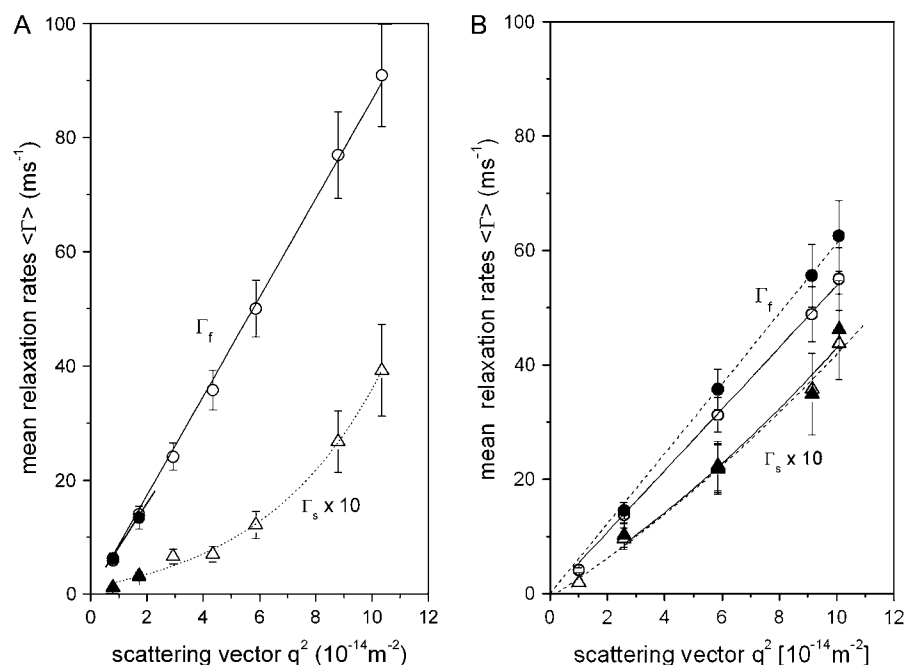 A
B
mean relaxation rates <Γ> (ms⁻¹)
100
80
60
40
20
0
Γf
Γs x 10
0 2 4 6 8 10 12
scattering vector q² (10⁻¹⁴m⁻²)
mean relaxation rates <Γ> (ms⁻¹)
100
80
60
40
20
0
Γf
Γs x 10
0 2 4 6 8 10 12
scattering vector q² [10⁻¹⁴m⁻²]